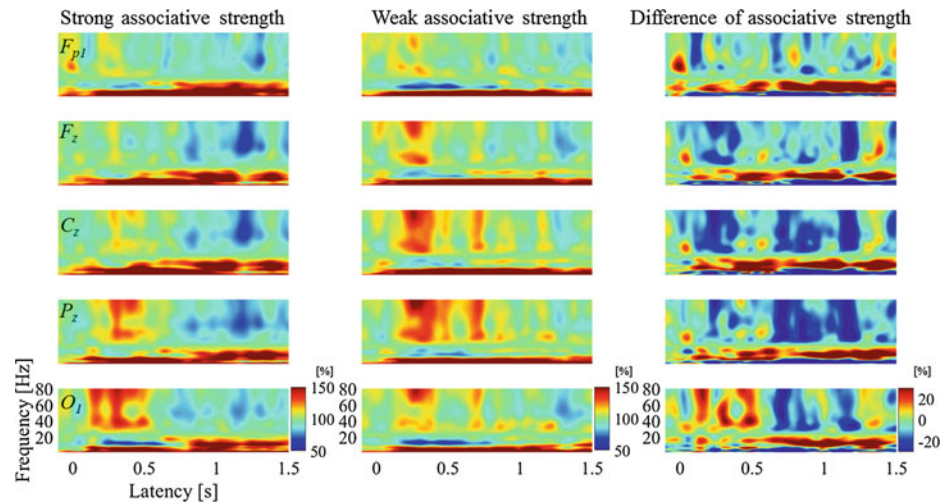 Strong associative strength Weak associative strength Difference of associative strength
Fp1
Fz
Cz
Pz
[%] [%] [%]
Frequency [Hz]
80 60 40 20 O1 150 100 50 80 60 40 20 150 100 50 80 60 40 20 20 0 -20
0 0.5 1 1.5 0 0.5 1 1.5 0 0.5 1 1.5
Latency [s]